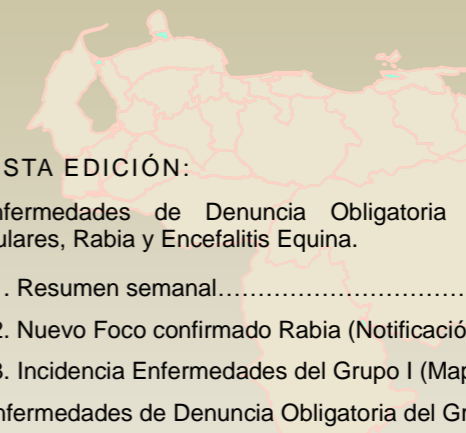 STA EDICIÓN:
nfermedades de Denuncia Obligatoria
ulares, Rabia y Encefalitis Equina.
. Resumen semanal……………………………
2. Nuevo Foco confirmado Rabia (Notificació
3. Incidencia Enfermedades del Grupo I (Map
nfermedades de Denuncia Obligatoria del Gr